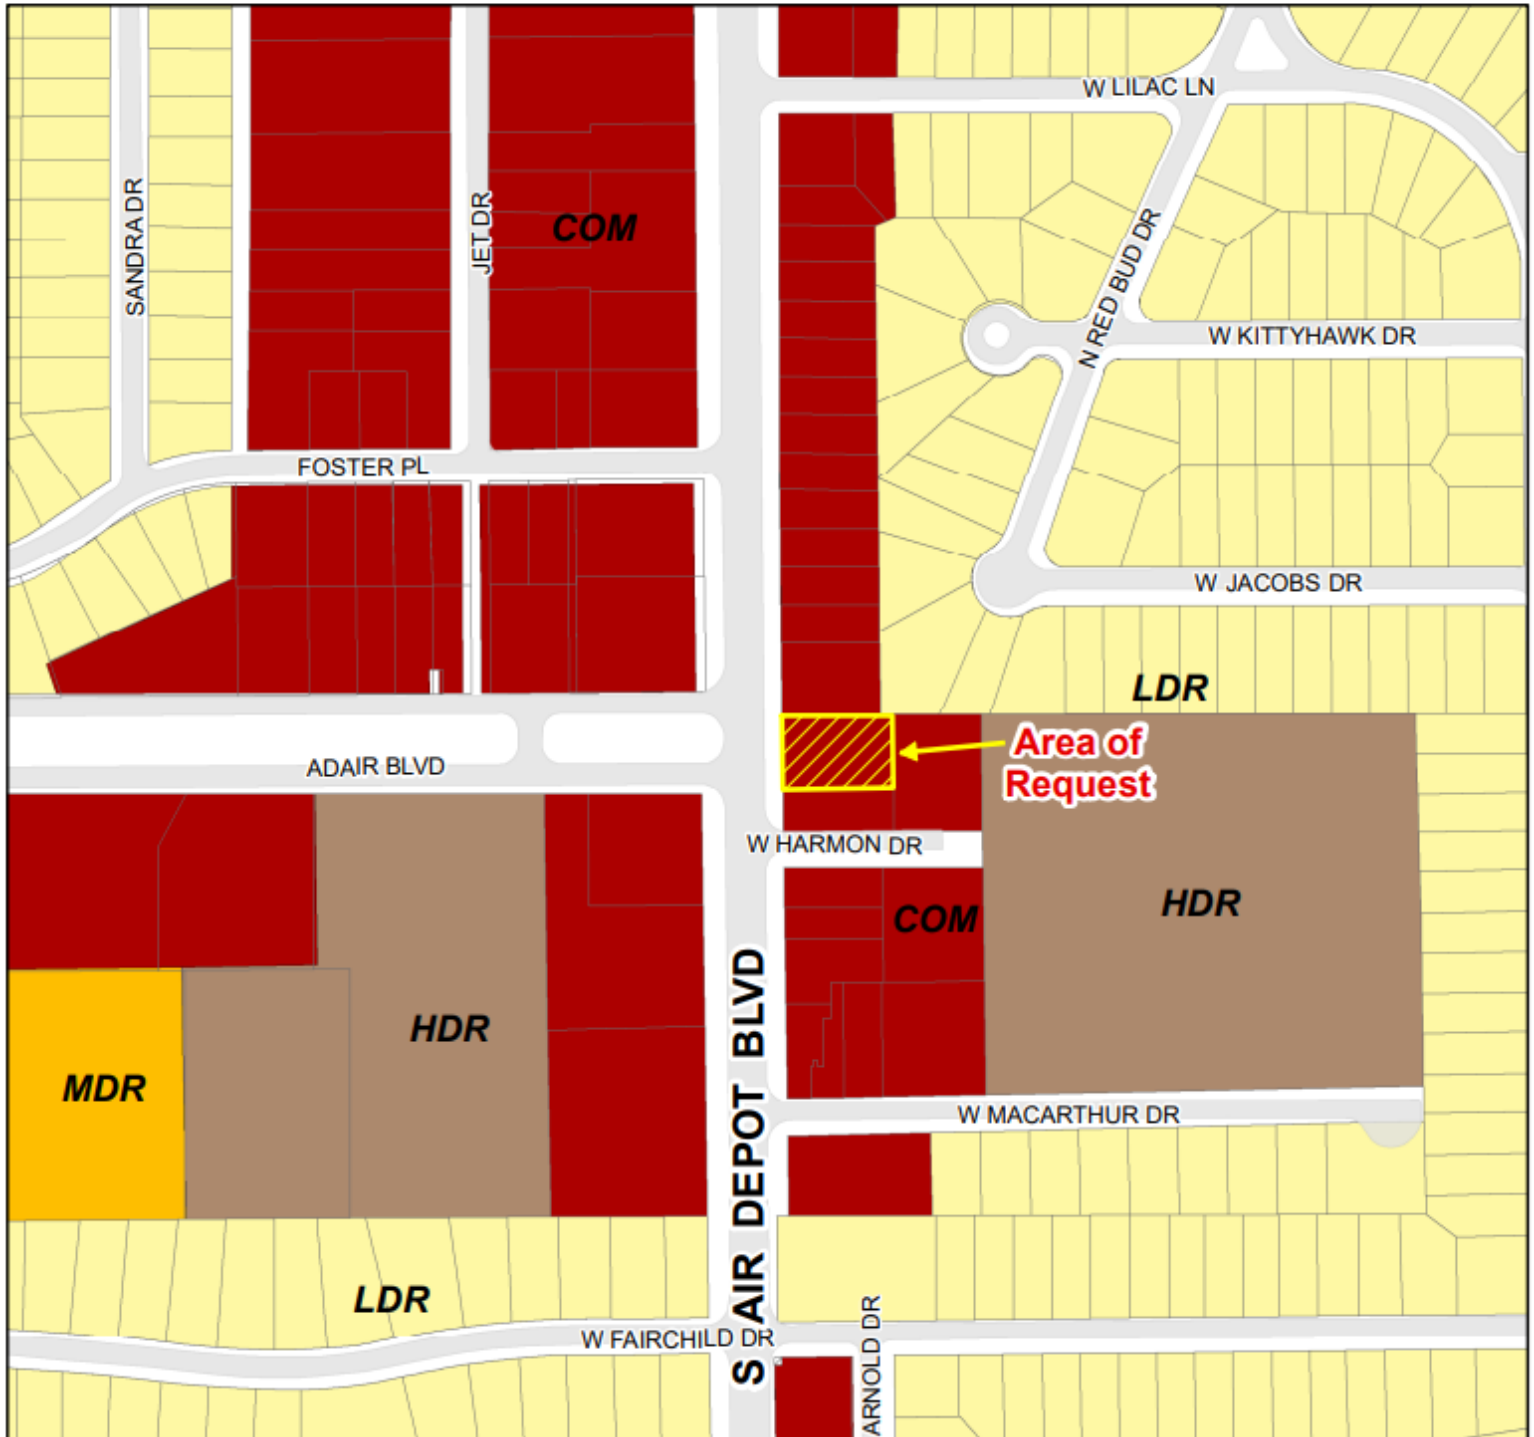 W LILAC LN
SANDRA DR
JET DR
COM
N RED BUD DR
W KITTYHAWK DR
FOSTER PL
W JACOBS DR
LDR
Area of
Request
ADAIR BLVD
W HARMON DR
COM
HDR
S AIR DEPOT BLVD
HDR
MDR
W MACARTHUR DR
LDR
W FAIRCHILD DR
ARNOLD DR